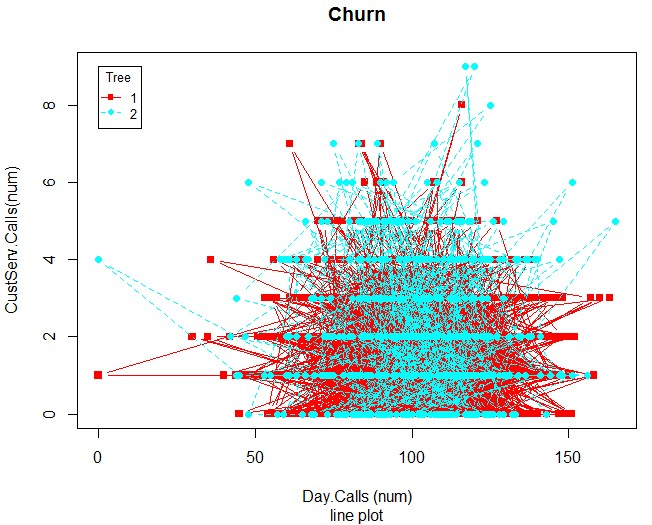 Churn
CustServ.Calls(num)
8
6
4
2
0
Tree
1
2
0
50
100
150
Day.Calls (num)
line plot